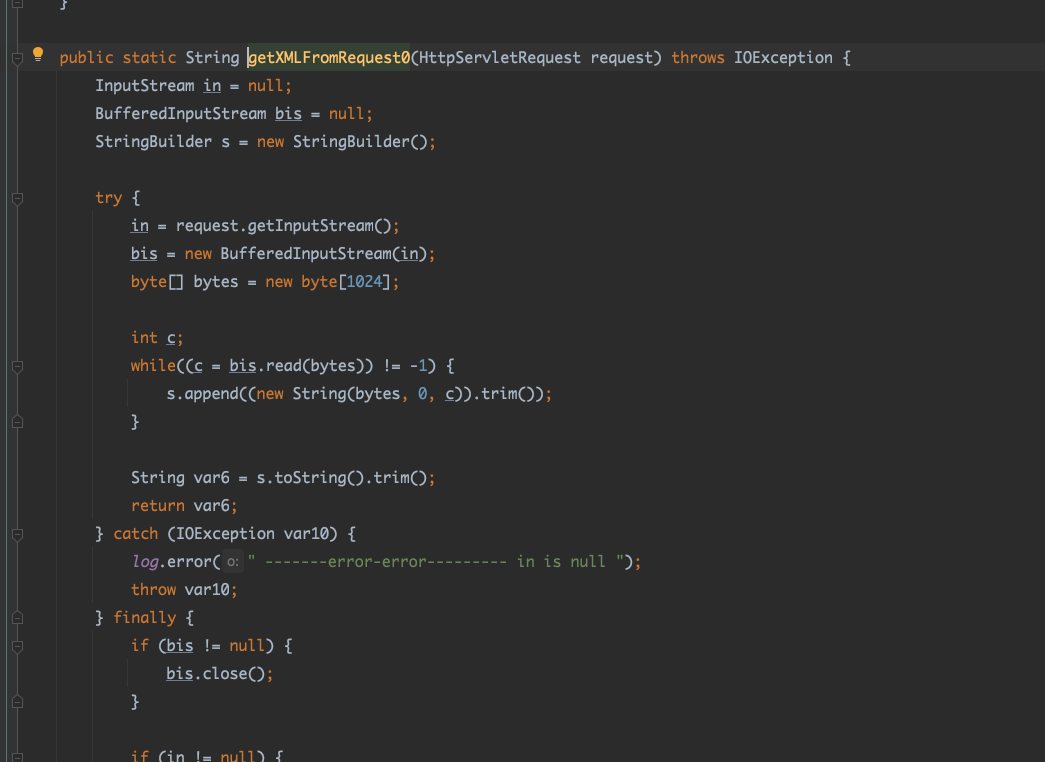 }
public static String getXMLFromRequest0(HttpServletRequest request) throws IOException {
InputStream in = null;
BufferedInputStream bis = null;
StringBuilder s = new StringBuilder();
try {
in = request.getInputStream();
bis = new BufferedInputStream(in);
byte[] bytes = new byte[1024];
int c;
while((c = bis.read(bytes)) != -1) {
s.append((new String(bytes, 0, c)).trim());
}
String var6 = s.toString().trim();
return var6;
} catch (IOException var10) {
log.error( o: " -------error-error--------- in is null ");
throw var10;
} finally {
if (bis != null) {
bis.close();
}
if (in != null) {